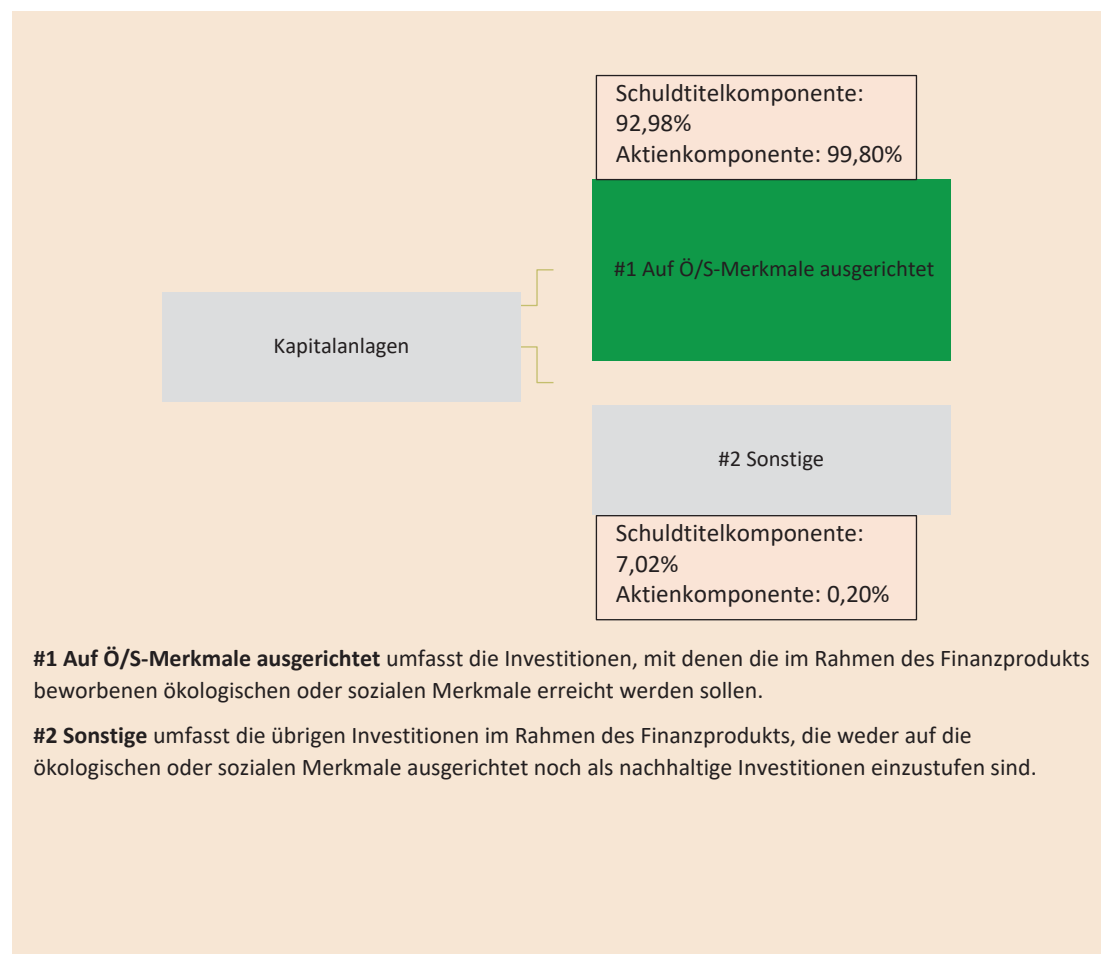 Schuldtitelkomponente:
92,98%
Aktienkomponente: 99,80%
#1 Auf Ö/S-Merkmale ausgerichtet
Kapitalanlagen
#2 Sonstige
Schuldtitelkomponente:
7,02%
Aktienkomponente: 0,20%
#1 Auf Ö/S-Merkmale ausgerichtet umfasst die Investitionen, mit denen die im Rahmen des Finanzprodukts
beworbenen ökologischen oder sozialen Merkmale erreicht werden sollen.
#2 Sonstige umfasst die übrigen Investitionen im Rahmen des Finanzprodukts, die weder auf die
ökologischen oder sozialen Merkmale ausgerichtet noch als nachhaltige Investitionen einzustufen sind.